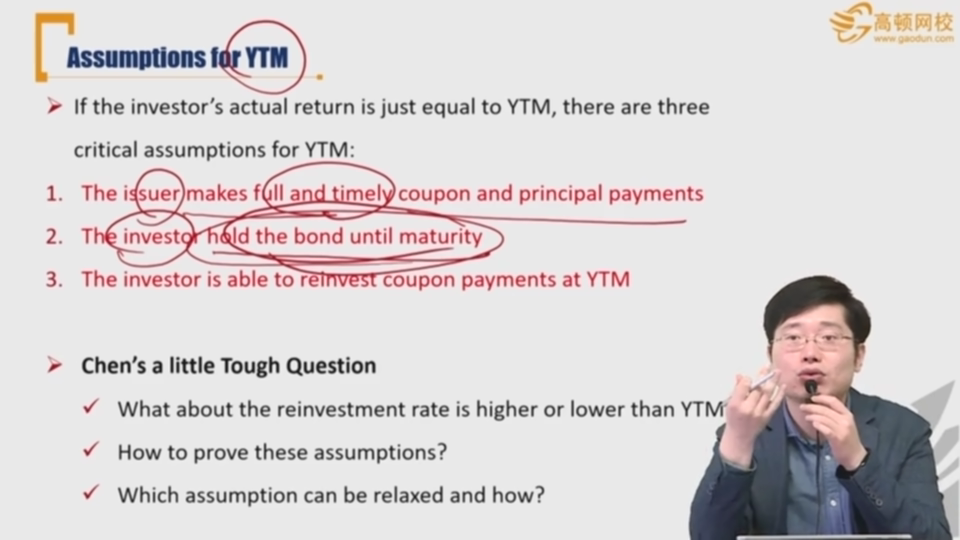 高顿网校
www.gaodun.com
Assumptions for YTM
If the investor's actual return is just equal to YTM, there are three
critical assumptions for YTM:
1. The issuer makes full and timely coupon and principal payments
2. The investor hold the bond until maturity
3. The investor is able to reinvest coupon payments at YTM
Chen's a little Tough Question
What about the reinvestment rate is higher or lower than YTM
How to prove these assumptions?
Which assumption can be relaxed and how?